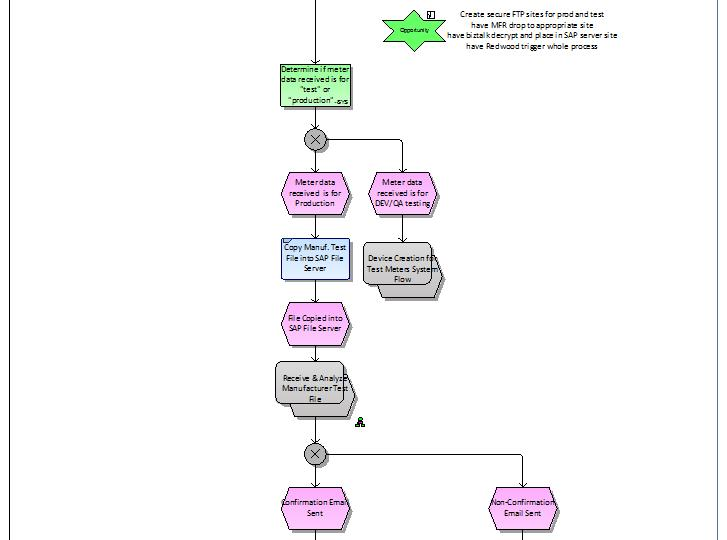 Opportunity
Create secure FTP sites for prod and test
have MFR drop to appropriate site
have biztalk decrypt and place in SAP server site
have Redwood trigger whole process
Determine if meter
data received is for
"test" or
"production".-SYS
Meter data
received is for
Production
Meter data
received is for
DEV/QA testing
Copy Manuf. Test
File into SAP File
Server
Device Creation for
Test Meters System
Flow
File Copied into
SAP File Server
Receive & Analyze
Manufacturer Test
File
Confirmation Email
Sent
Non-Confirmation
Email Sent